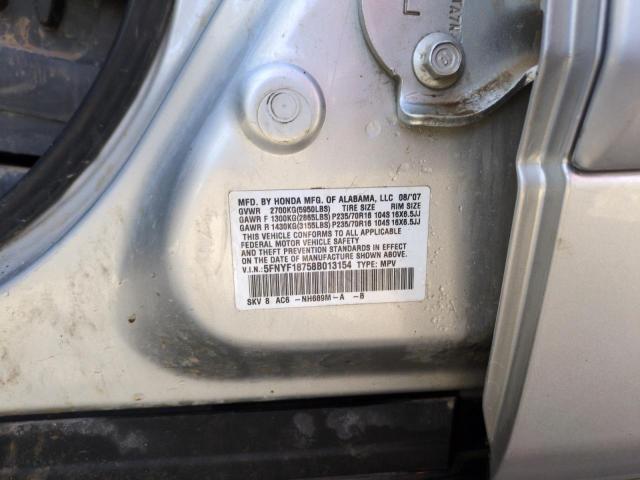 L
TA7N
MFD. BY HONDA MFG. OF ALABAMA, LLC 08/'07
GVWR 2700KG(5950LBS) TIRE SIZE RIM SIZE
GAWR F 1300KG(2865LBS) P235/70R16 104S 16X6.5JJ
GAWR R 1430KG(3155LBS) P235/70R16 104S 16X6.5JJ
THIS VEHICLE CONFORMS TO ALL APPLICABLE
FEDERAL MOTOR VEHICLE SAFETY
AND THEFT PREVENTION STANDARDS IN EFFECT
ON THE DATE OF MANUFACTURE SHOWN ABOVE.
V.I.N.: 5FNYF18758B013154 TYPE: MPV
SKV 8 AC6 -NH689M-A -B